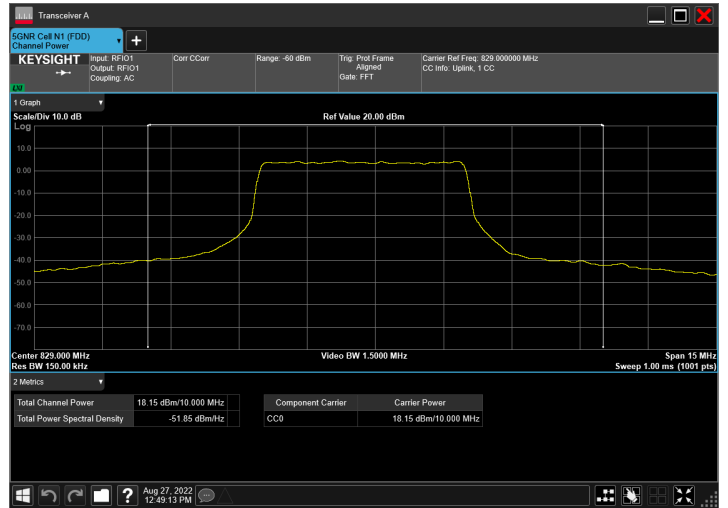 Transceiver A
5GNR Cell N1 (FDD)
Channel Power
KEYSIGHT
Input: RFIO1
Output: RFIO1
Coupling: AC
Corr CCorr
Range: -60 dBm
Trig: Prot Frame
Aligned
Gate: FFT
Carrier Ref Freq: 829.000000 MHz
CC Info: Uplink, 1 CC
LXI
1 Graph
Scale/Div 10.0 dB
Ref Value 20.00 dBm
Log
10.0
0.00
-10.0
-20.0
-30.0
-40.0
-50.0
-60.0
-70.0
Center 829.000 MHz
Video BW 1.5000 MHz
Span 15 MHz
Res BW 150.00 kHz
Sweep 1.00 ms (1001 pts)
2 Metrics
Total Channel Power 18.15 dBm/10.000 MHz
Total Power Spectral Density -51.85 dBm/Hz
Component Carrier Carrier Power
CC0 18.15 dBm/10.000 MHz
Aug 27, 2022
12:49:13 PM